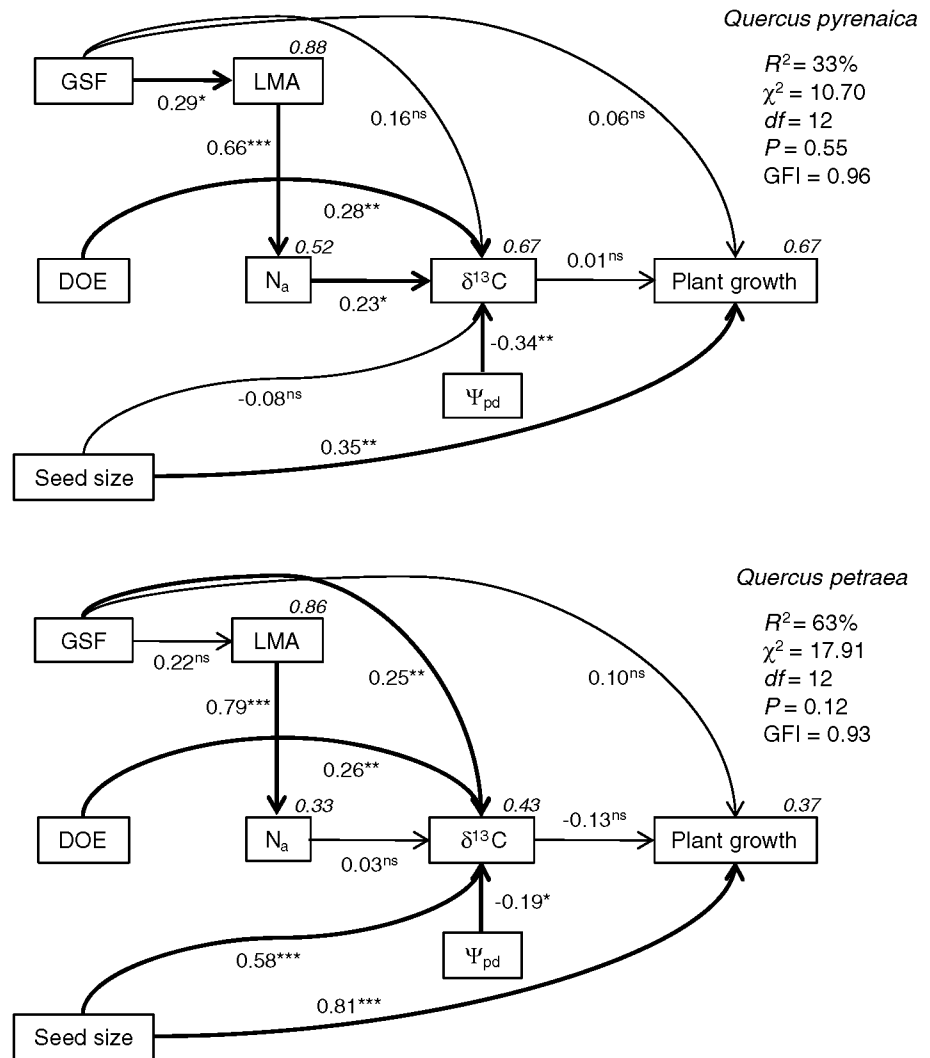 Quercus pyrenaica
R² = 33%
χ² = 10.70
df = 12
P = 0.55
GFI = 0.96
0.88
GSF
LMA
0.29*
0.16ⁿˢ
0.06ⁿˢ
0.66***
0.28**
0.52
0.67
0.67
DOE
Nₐ
δ¹³C
Plant growth
0.23*
0.01ⁿˢ
-0.34**
-0.08ⁿˢ
Ψpd
0.35**
Seed size
Quercus petraea
R² = 63%
χ² = 17.91
df = 12
P = 0.12
GFI = 0.93
0.86
GSF
LMA
0.22ⁿˢ
0.25**
0.10ⁿˢ
0.79***
0.26**
0.33
0.43
0.37
DOE
Nₐ
δ¹³C
Plant growth
0.03ⁿˢ
-0.13ⁿˢ
-0.19*
0.58***
Ψpd
0.81***
Seed size